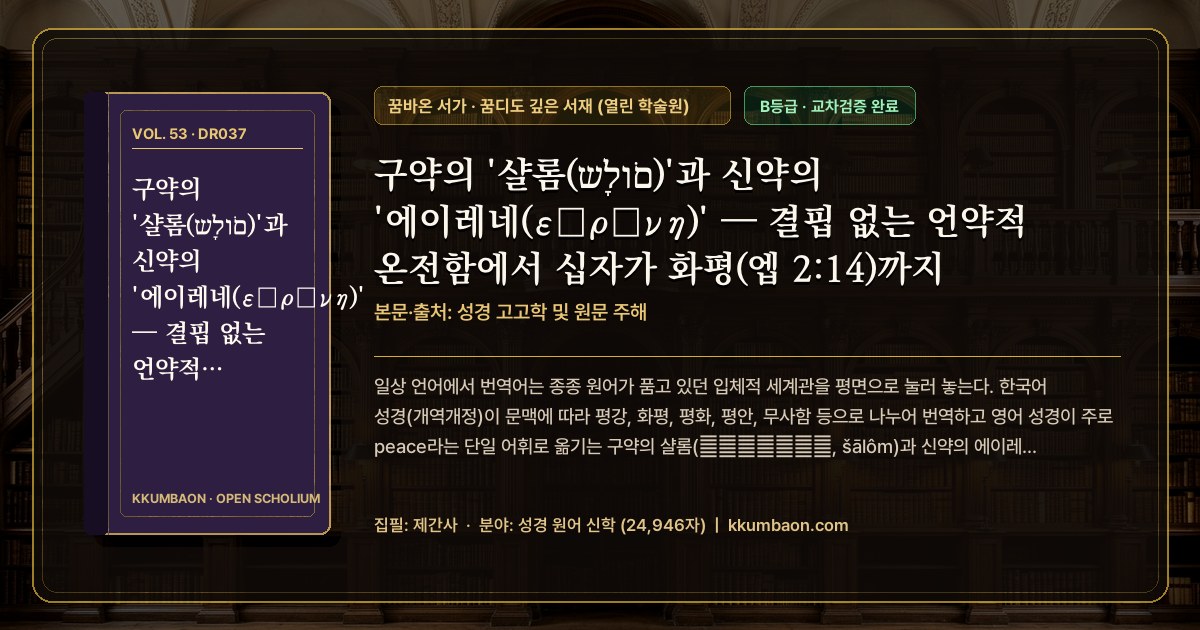 VOL. 53 · DR037
구약의
'샬롬(שָׁלוֹם)'과
신약의
'에이레네(ε□ρ□νη)'
— 결핍 없는
언약적…
KKUMBAON · OPEN SCHOLIUM
꿈바온 서가 · 꿈디도 깊은 서재 (열린 학술원)
B등급 · 교차검증 완료
구약의 '샬롬(שָׁלוֹם)'과 신약의
'에이레네(ε□ρ□νη)' — 결핍 없는 언약적
온전함에서 십자가 화평(엡 2:14)까지
본문·출처: 성경 고고학 및 원문 주해
일상 언어에서 번역어는 종종 원어가 품고 있던 입체적 세계관을 평면으로 눌러 놓는다. 한국어
성경(개역개정)이 문맥에 따라 평강, 화평, 평화, 평안, 무사함 등으로 나누어 번역하고 영어 성경이 주로
peace라는 단일 어휘로 옮기는 구약의 샬롬(□□□□□□□, šālôm)과 신약의 에이레…
집필: 제간사 · 분야: 성경 원어 신학 (24,946자) | kkumbaon.com